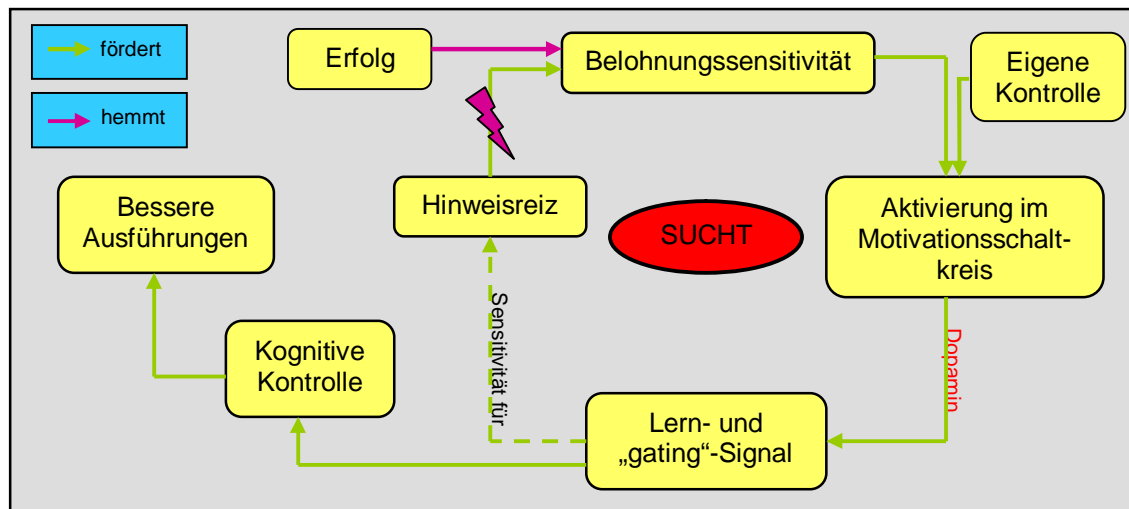 fördert
hemmt
Erfolg
Belohnungssensitivität
Eigene
Kontrolle
Bessere
Ausführungen
Hinweisreiz
SUCHT
Aktivierung im
Motivationsschalt-
kreis
Sensitivität für
Dopamin
Kognitive
Kontrolle
Lern- und
„gating“-Signal